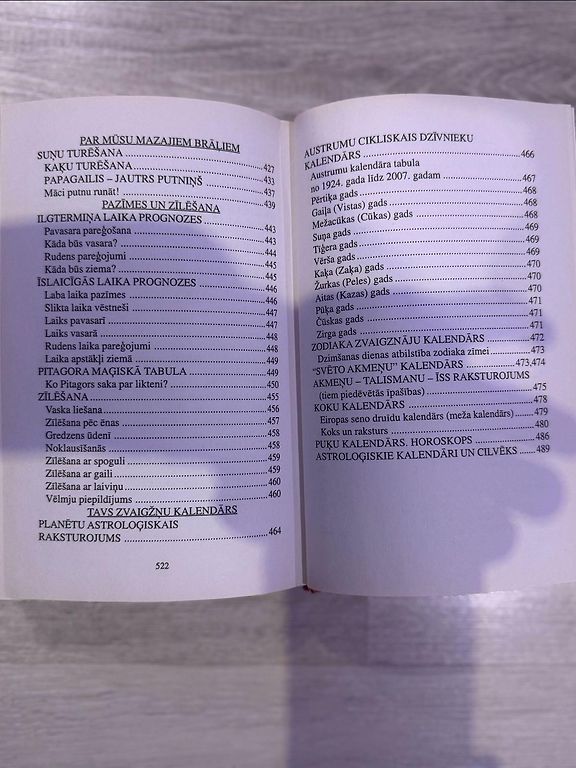 PAR MŪSU MAZAJIEM BRĀĻIEM
SUŅU TURĒŠANA ..... 427
KAĶU TURĒŠANA ..... 433
PAPAGAILIS – JAUTRS PUTNIŅŠ ..... 437
Māci putnu runāt! ..... 439
PAZĪMES UN ZĪLĒŠANA
ILGTERMIŅA LAIKA PROGNOZES ..... 443
Pavasara pareģošana ..... 443
Kāda būs vasara? ..... 444
Rudens pareģojumi ..... 445
Kāda būs ziema? ..... 445
ĪSLAICĪGĀS LAIKA PROGNOZES ..... 446
Laba laika pazīmes ..... 446
Slikta laika vēstneši ..... 447
Laiks pavasarī ..... 448
Laiks vasarā ..... 448
Rudens laika pareģojumi ..... 448
Laika apstākļi ziemā ..... 449
PITAGORA MAĢISKĀ TABULA ..... 449
Ko Pitagors saka par likteni? ..... 450
ZĪLĒŠANA ..... 455
Vaska liešana ..... 456
Zīlēšana pēc ēnas ..... 457
Gredzens ūdenī ..... 458
Noklausīšanās ..... 458
Zīlēšana ar spoguli ..... 459
Zīlēšana ar gaili ..... 459
Zīlēšana ar laiviņu ..... 460
Vēlmju piepildījums ..... 460
TAVS ZVAIGŽŅU KALENDĀRS
PLANĒTU ASTROLOĢISKAIS
RAKSTUROJUMS ..... 464
522
AUSTRUMU CIKLISKAIS DZĪVNIEKU
KALENDĀRS ..... 466
Austrumu kalendāra tabula
no 1924. gada līdz 2007. gadam ..... 467
Pērtiķa gads ..... 468
Gaiļa (Vistas) gads ..... 468
Mežacūkas (Cūkas) gads ..... 468
Suņa gads ..... 469
Tīģera gads ..... 469
Vērša gads ..... 469
Kaķa (Zaķa) gads ..... 470
Žurkas (Peles) gads ..... 470
Aitas (Kazas) gads ..... 470
Pūķa gads ..... 471
Čūskas gads ..... 471
Zirga gads ..... 471
ZODIAKA ZVAIGZNĀJU KALENDĀRS ..... 472
Dzimšanas dienas atbilstība zodiaka zīmei ..... 473
“SVĒTO AKMEŅU” KALENDĀRS ..... 473,474
AKMEŅU – TALISMANU – ĪSS RAKSTUROJUMS
(tiem piedēvētās īpašības) ..... 475
KOKU KALENDĀRS ..... 478
Eiropas seno druīdu kalendārs (meža kalendārs) ..... 479
Koks un raksturs ..... 480
PUĶU KALENDĀRS. HOROSKOPS ..... 486
ASTROLOĢISKIE KALENDĀRI UN CILVĒKS ..... 489